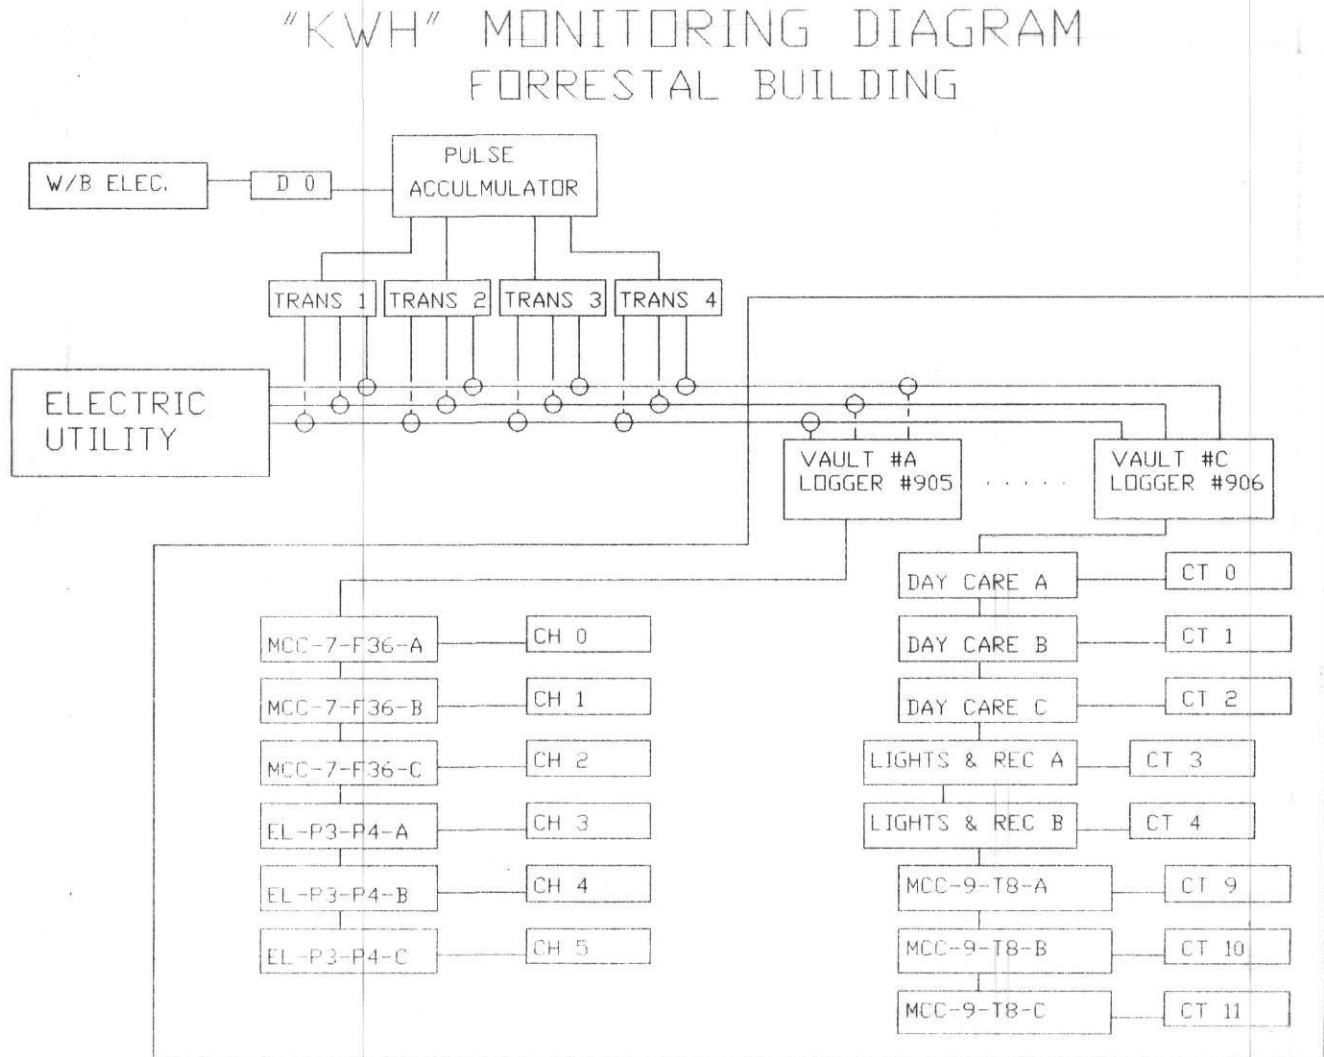 "KWH" MONITORING DIAGRAM
FORRESTAL BUILDING
W/B ELEC.
D 0
PULSE
ACCULMULATOR
TRANS 1
TRANS 2
TRANS 3
TRANS 4
ELECTRIC
UTILITY
VAULT #A
LOGGER #905
. . . . .
VAULT #C
LOGGER #906
MCC-7-F36-A
CH 0
MCC-7-F36-B
CH 1
MCC-7-F36-C
CH 2
EL-P3-P4-A
CH 3
EL-P3-P4-B
CH 4
EL-P3-P4-C
CH 5
DAY CARE A
CT 0
DAY CARE B
CT 1
DAY CARE C
CT 2
LIGHTS & REC A
CT 3
LIGHTS & REC B
CT 4
MCC-9-T8-A
CT 9
MCC-9-T8-B
CT 10
MCC-9-T8-C
CT 11